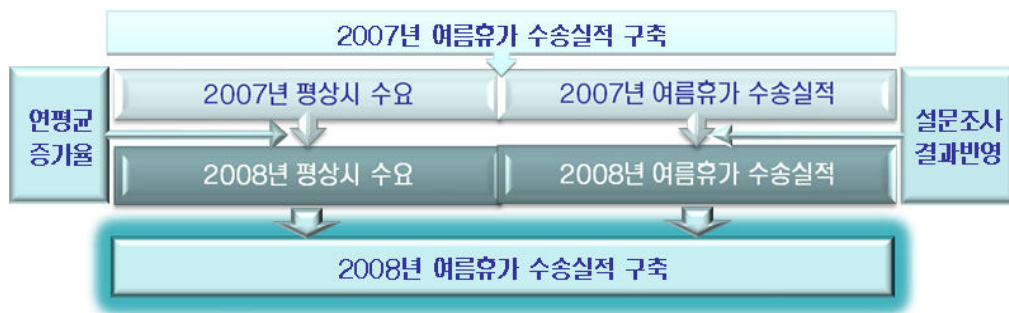 2007년 여름휴가 수송실적 구축
연평균
증가율
2007년 평상시 수요
2007년 여름휴가 수송실적
설문조사
결과반영
2008년 평상시 수요
2008년 여름휴가 수송실적
2008년 여름휴가 수송실적 구축